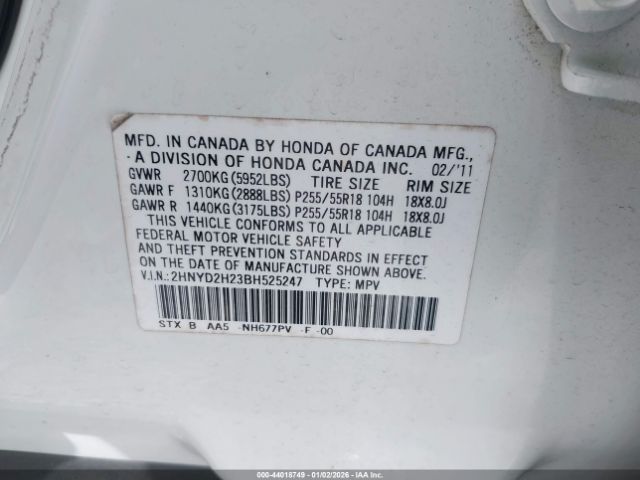 MFD. IN CANADA BY HONDA OF CANADA MFG.,
A DIVISION OF HONDA CANADA INC. 02/'11
GVWR 2700KG(5952LBS) TIRE SIZE RIM SIZE
GAWR F 1310KG(2888LBS) P255/55R18 104H 18X8.0J
GAWR R 1440KG(3175LBS) P255/55R18 104H 18X8.0J
THIS VEHICLE CONFORMS TO ALL APPLICABLE
FEDERAL MOTOR VEHICLE SAFETY
AND THEFT PREVENTION STANDARDS IN EFFECT
ON THE DATE OF MANUFACTURE SHOWN ABOVE.
V.I.N.:2HNYD2H23BH525247 TYPE: MPV
STX B AA5 -NH677PV -F -00
000-44018749 - 01/02/2026 - IAA Inc.